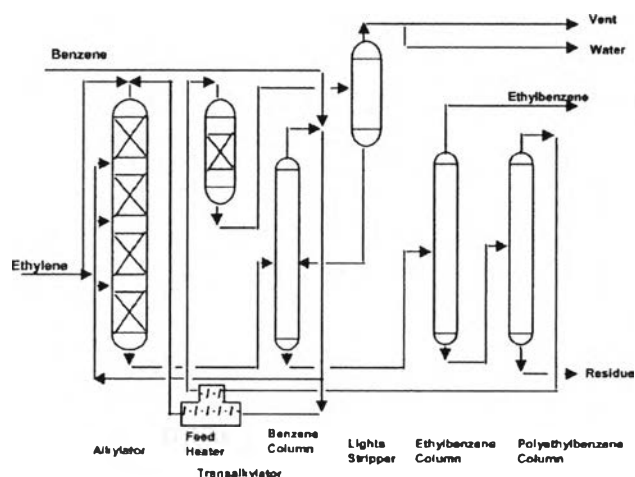 Vent
Benzene
Water
Ethylbenzene
Ethylene
Residue
Alkylator
Feed
Heater
Transalkylator
Benzene
Column
Lights
Stripper
Ethylbenzene
Column
Polyethylbenzene
Column